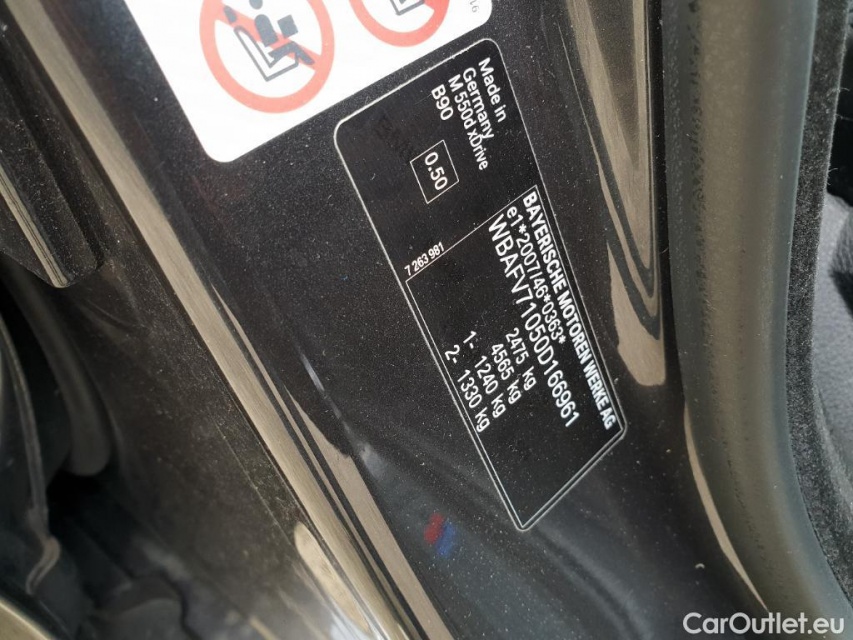 Made in
Germany
M 550d xDrive
B90
0.50
7 263 981
BAYERISCHE MOTOREN WERKE AG
e1*2007/46*0363*
WBAFV71050D166961
2475 kg
4565 kg
1- 1240 kg
2- 1330 kg
CarOutlet.eu